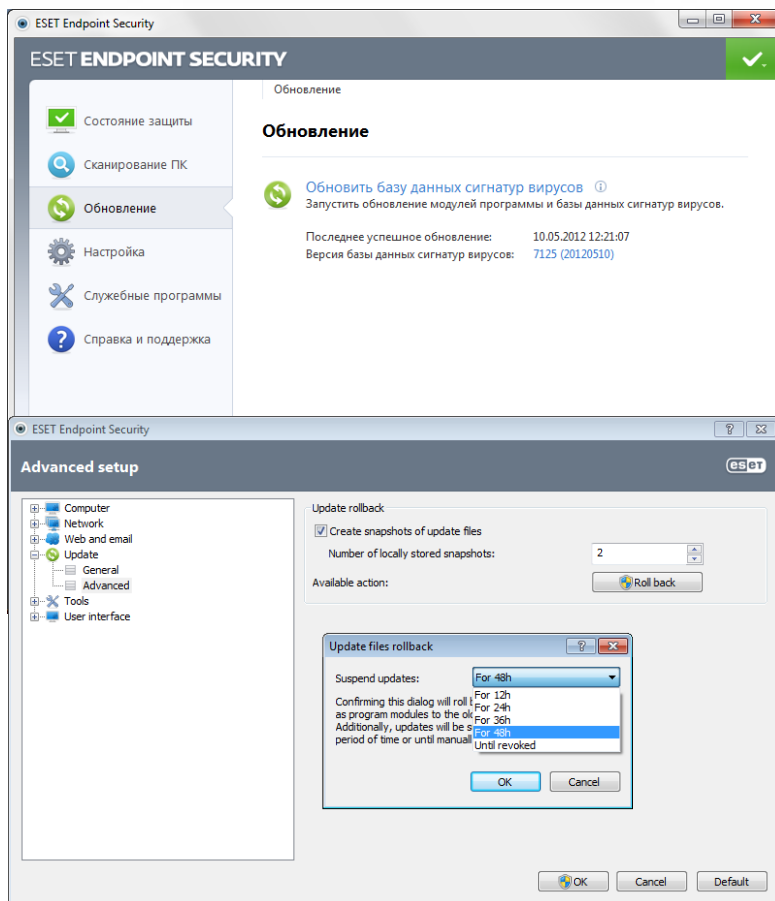 ESET Endpoint Security
ESET ENDPOINT SECURITY
Обновление
Состояние защиты
Сканирование ПК
Обновление
Настройка
Служебные программы
Справка и поддержка
Обновление
Обновить базу данных сигнатур вирусов
Запустить обновление модулей программы и базы данных сигнатур вирусов.
Последнее успешное обновление: 10.05.2012 12:21:07
Версия базы данных сигнатур вирусов: 7125 (20120510)
ESET Endpoint Security
Advanced setup
eseT
Computer
Network
Web and email
Update
General
Advanced
Tools
User interface
Update rollback
Create snapshots of update files
Number of locally stored snapshots: 2
Available action: Roll back
Update files rollback
Suspend updates: For 48h
For 12h
For 24h
For 36h
For 48h
Until revoked
Confirming this dialog will roll
as program modules to the
Additionally, updates will be
period of time or until
OK Cancel
OK Cancel Default